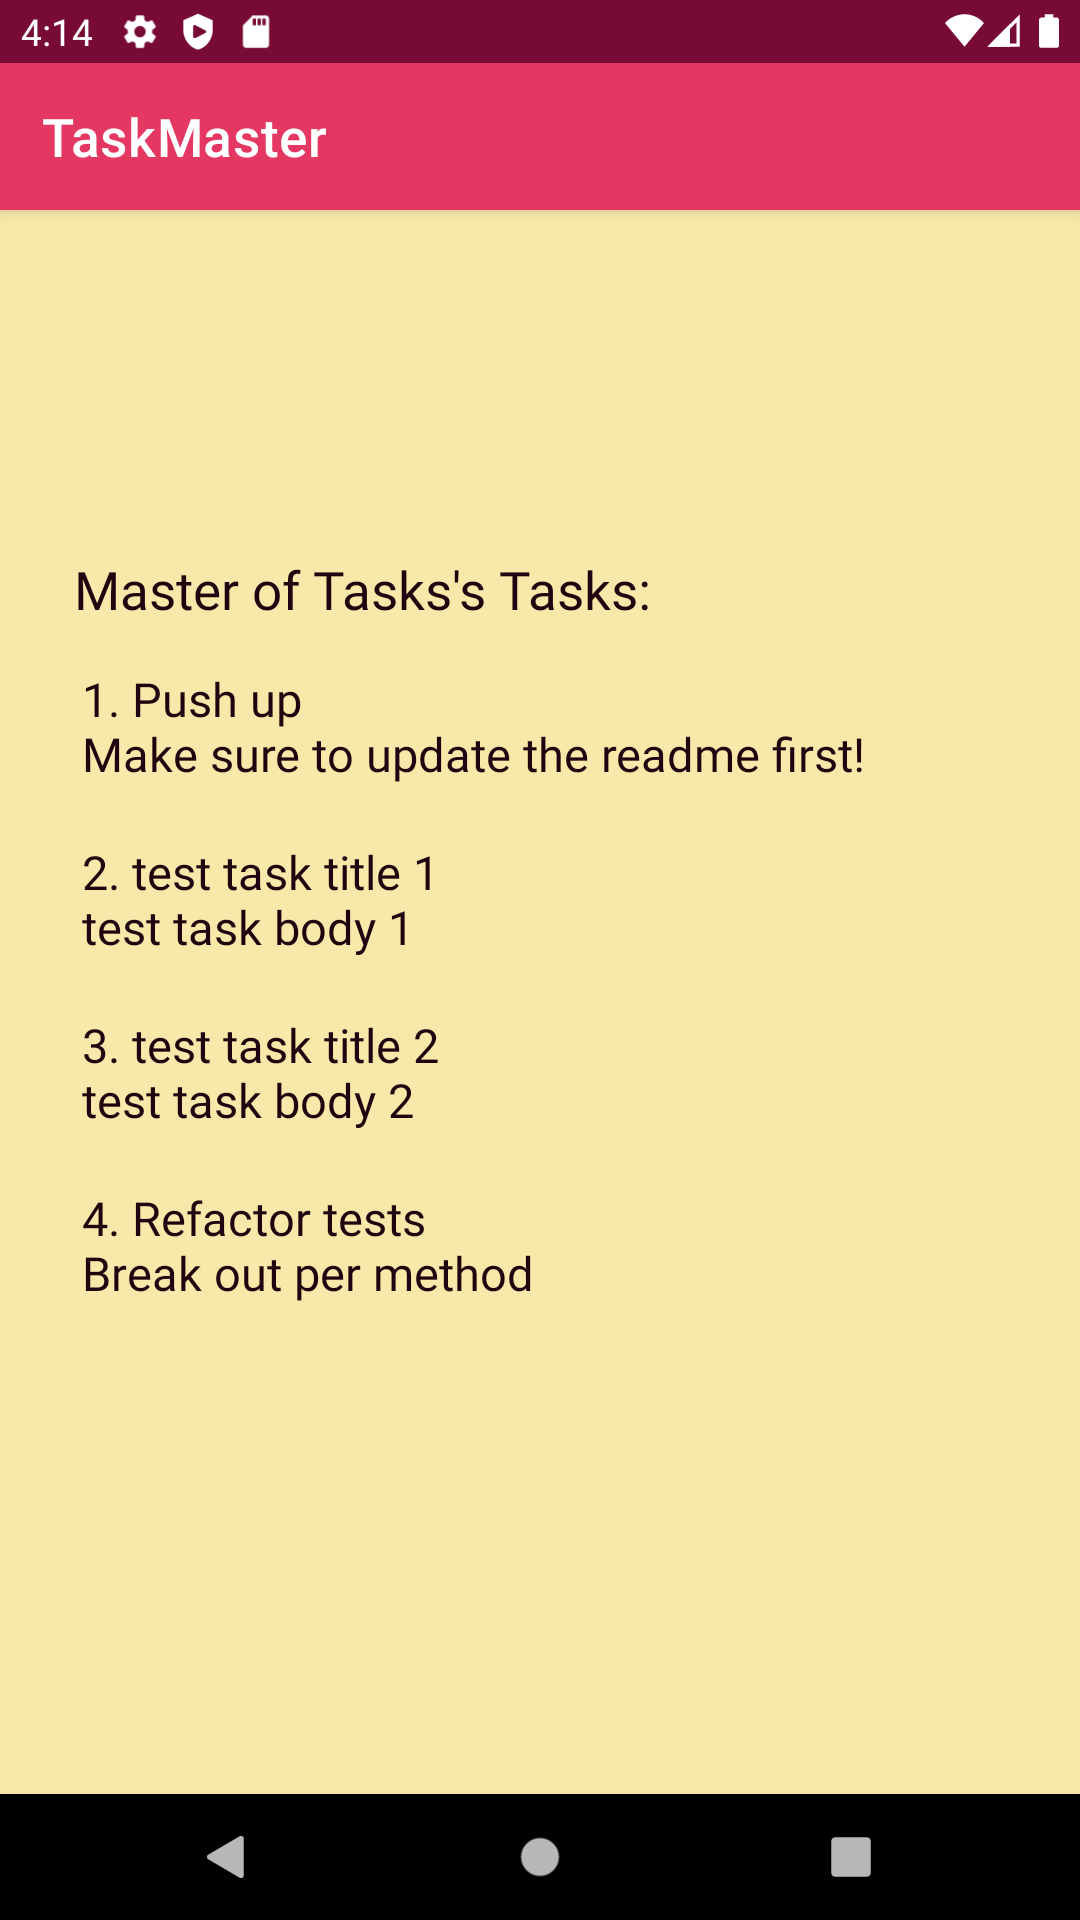 4:14
TaskMaster
Master of Tasks's Tasks:
1. Push up
Make sure to update the readme first!
2. test task title 1
test task body 1
3. test task title 2
test task body 2
4. Refactor tests
Break out per method